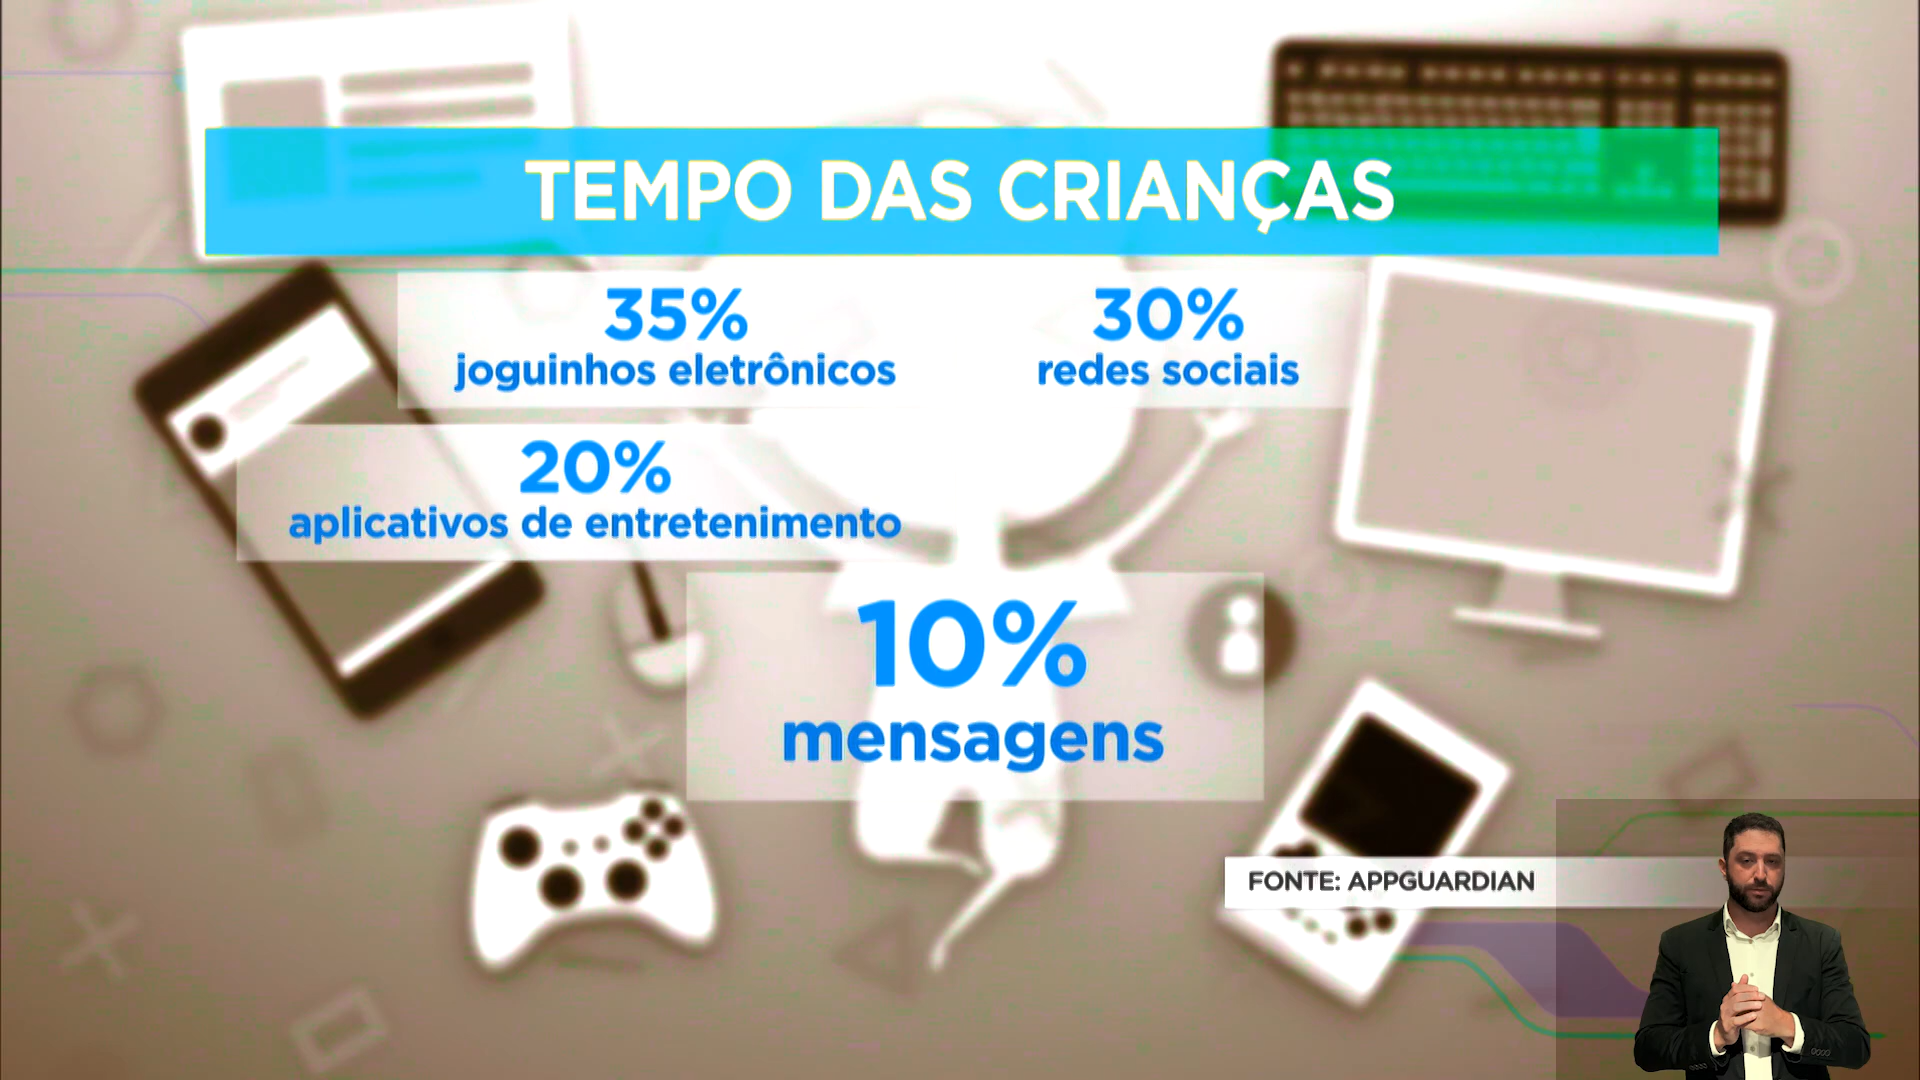 TEMPO DAS CRIANÇAS
35%
joguinhos eletrônicos
30%
redes sociais
20%
aplicativos de entretenimento
10%
mensagens
FONTE: APPGUARDIAN